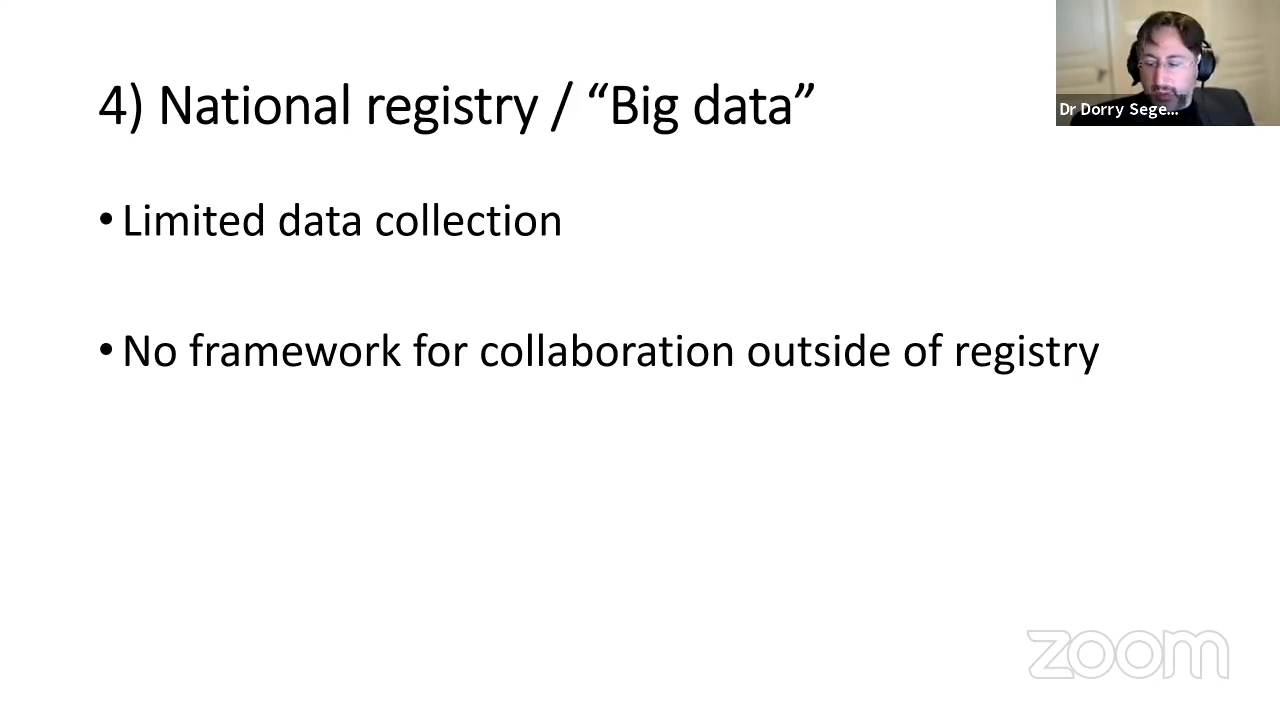 4) National registry / “Big data”
Dr Dorry Sege...
• Limited data collection
• No framework for collaboration outside of registry
zoom